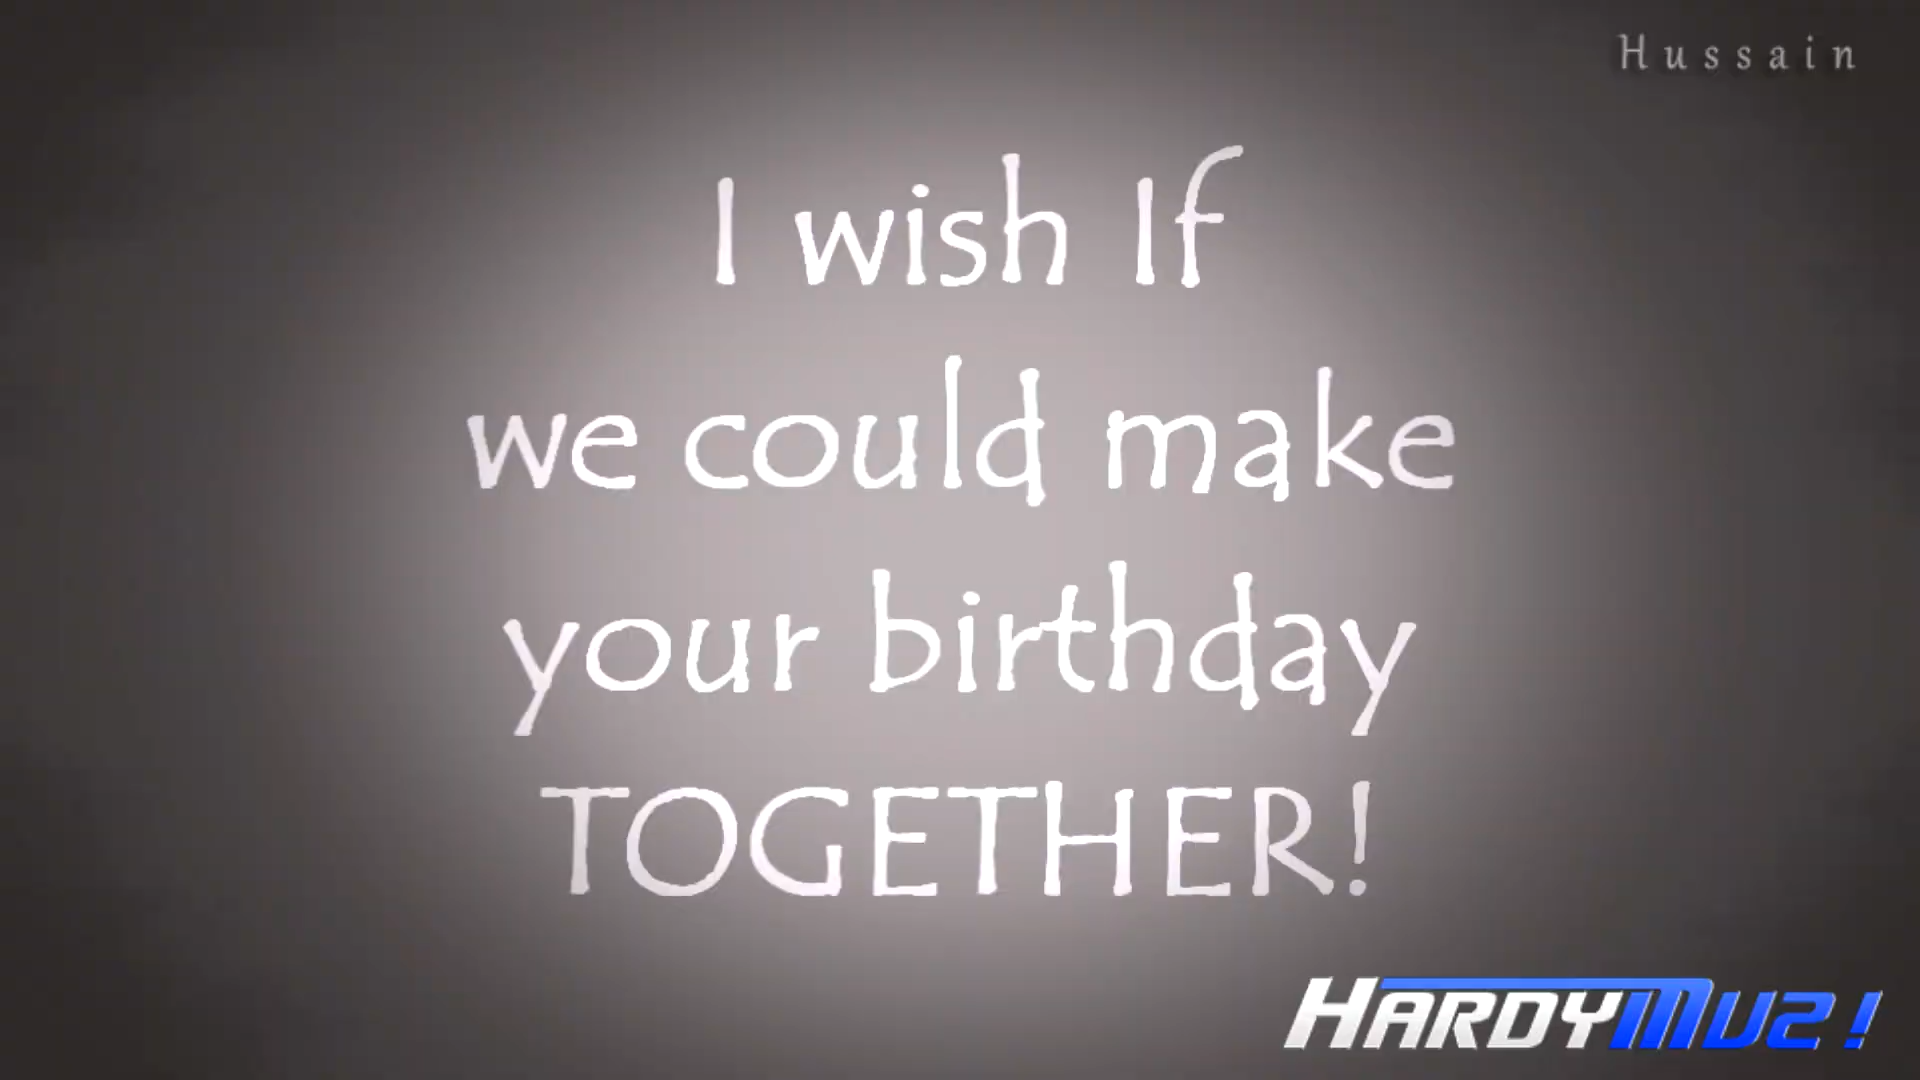 Hussain
I wish If
we could make
your birthday
TOGETHER!
HARDYMUZ!